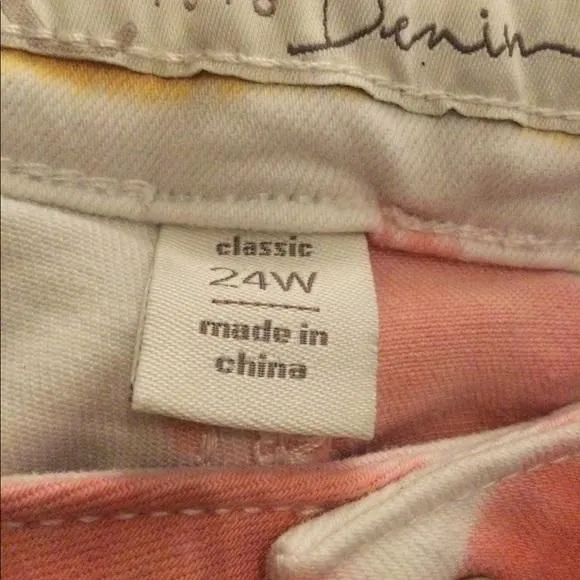 Denim
classic
24W
made in
china